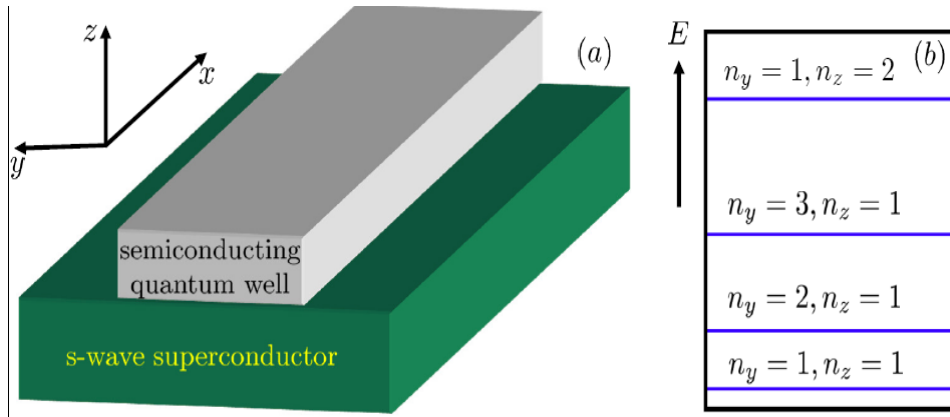 z
x
y
(a)
semiconducting
quantum well
s-wave superconductor
E
(b)
n_y = 1, n_z = 2
n_y = 3, n_z = 1
n_y = 2, n_z = 1
n_y = 1, n_z = 1